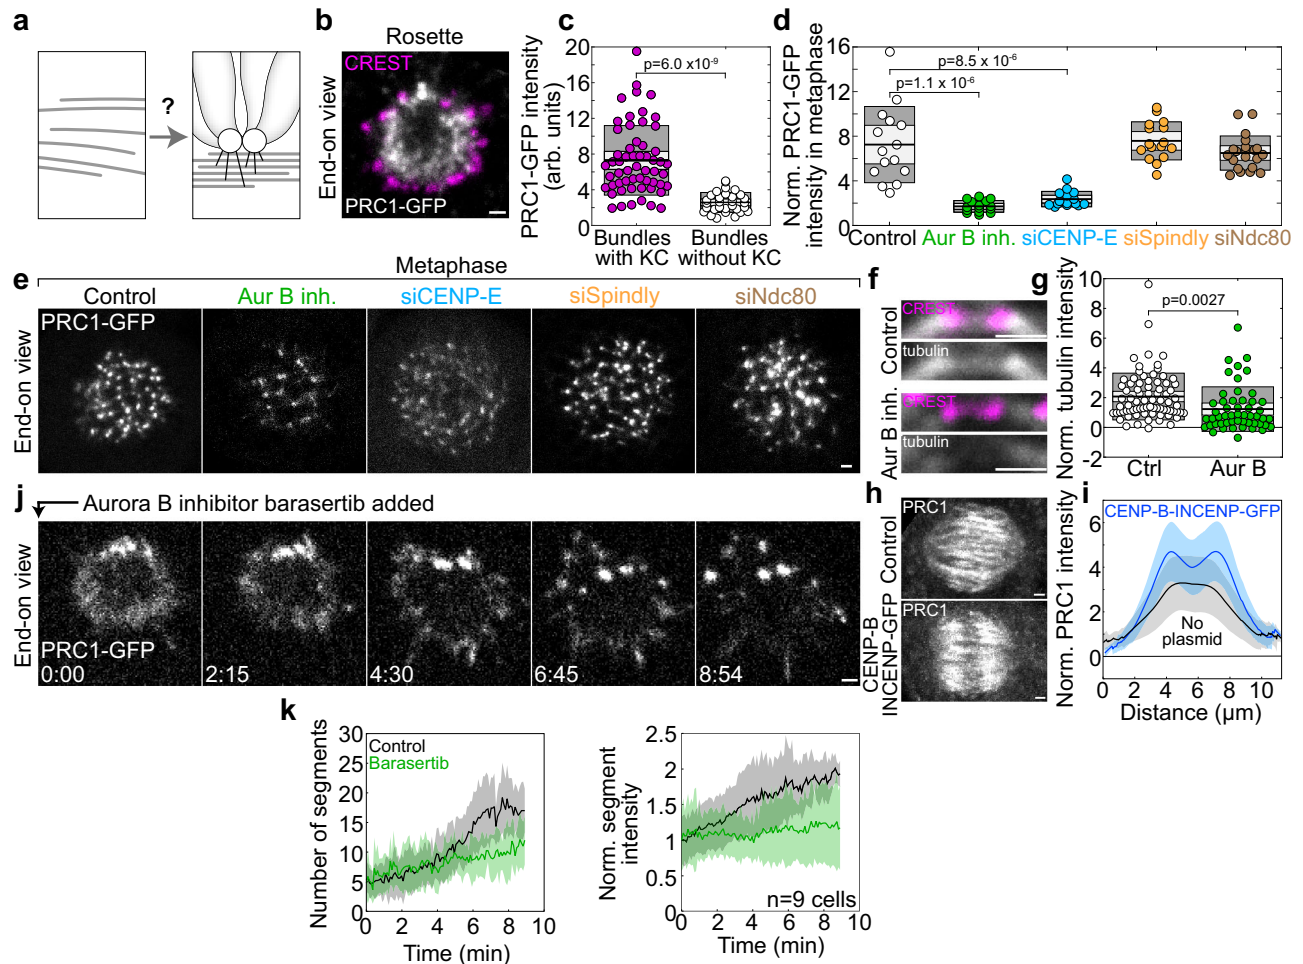 a
?
b
Rosette
CREST
End-on view
PRC1-GFP
c
PRC1-GFP intensity
(arb. units)
20
16
12
8
4
0
p=6.0 x10⁻⁹
Bundles
with KC
Bundles
without KC
d
Norm. PRC1-GFP
intensity in metaphase
16
12
8
4
0
p=8.5 x 10⁻⁶
p=1.1 x 10⁻⁶
Control
Aur B inh.
siCENP-E
siSpindly
siNdc80
e
Metaphase
Control
Aur B inh.
siCENP-E
siSpindly
siNdc80
End-on view
PRC1-GFP
f
Control
CREST
tubulin
Aur B inh.
CREST
tubulin
g
Norm. tubulin intensity
10
8
6
4
2
0
-2
p=0.0027
Ctrl
Aur B
h
Control
PRC1
CENP-B
INCENP-GFP
PRC1
i
Norm. PRC1 intensity
6
4
2
0
CENP-B-INCENP-GFP
No
plasmid
0 2 4 6 8 10
Distance (µm)
j
Aurora B inhibitor barasertib added
End-on view
PRC1-GFP
0:00
2:15
4:30
6:45
8:54
k
Number of segments
30
25
20
15
10
5
0
Control
Barasertib
0 2 4 6 8 10
Time (min)
Norm. segment
intensity
2.5
2
1.5
1
0.5
0
n=9 cells
0 2 4 6 8 10
Time (min)